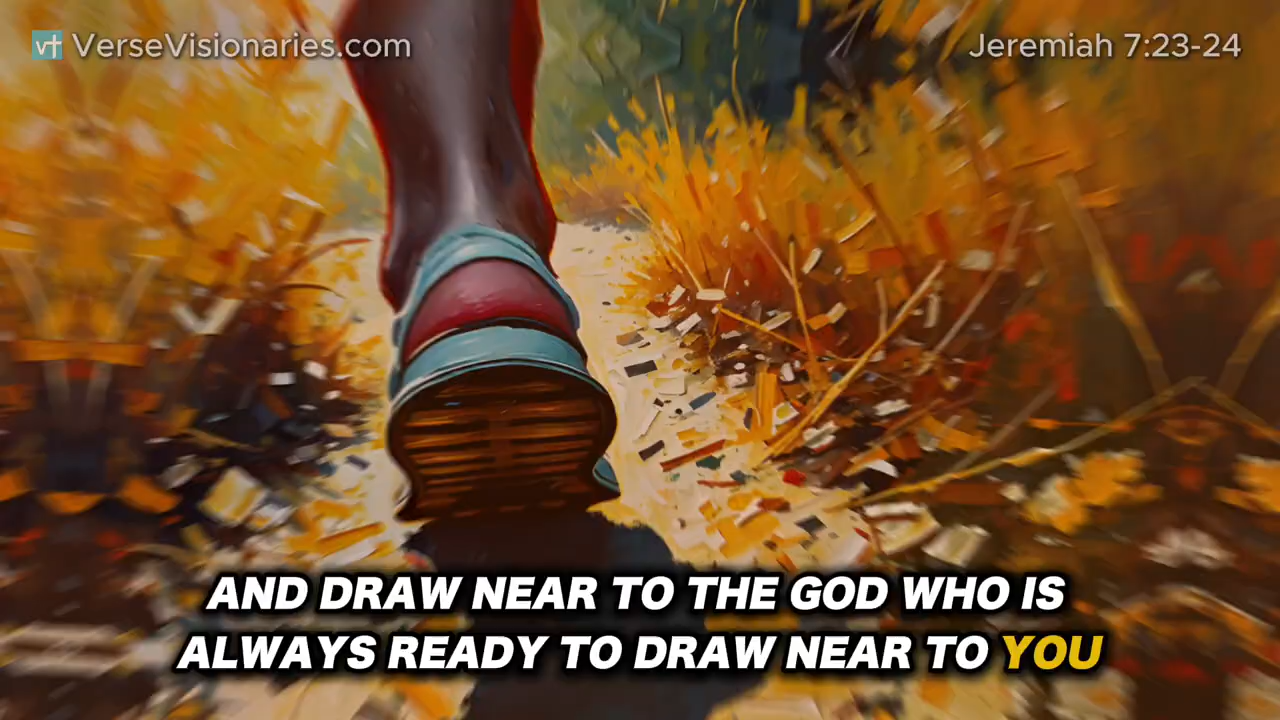 vt VerseVisionaries.com
Jeremiah 7:23-24
AND DRAW NEAR TO THE GOD WHO IS
ALWAYS READY TO DRAW NEAR TO YOU